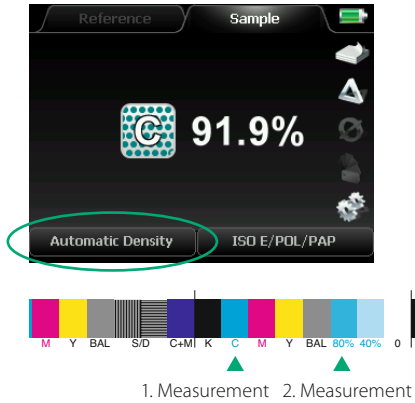 Reference Sample
C 91.9%
Automatic Density ISO E/POL/PAP
M Y BAL S/D C+M K C M Y BAL 80% 40% 0
1. Measurement 2. Measurement